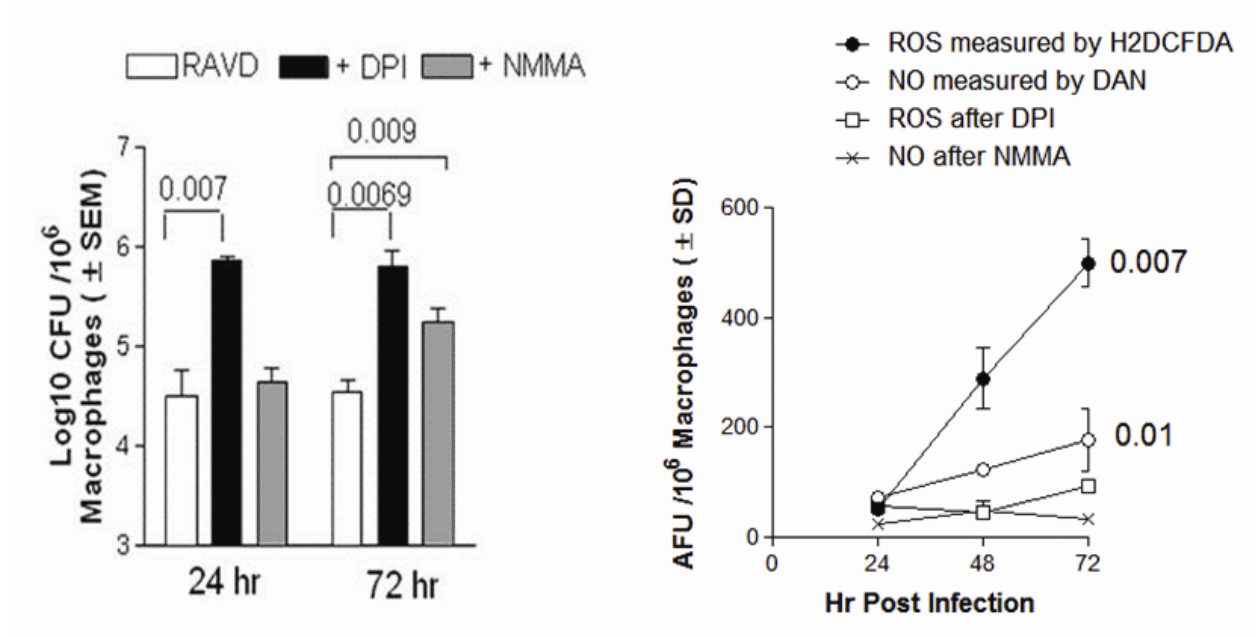 RAVD + DPI + NMMA
0.009
0.007
0.0069
7
6
5
4
3
Log10 CFU /10⁶
Macrophages ( ± SEM)
24 hr 72 hr
ROS measured by H2DCFDA
NO measured by DAN
ROS after DPI
NO after NMMA
600
400
200
0
AFU /10⁶ Macrophages ( ± SD)
0.007
0.01
0 24 48 72
Hr Post Infection